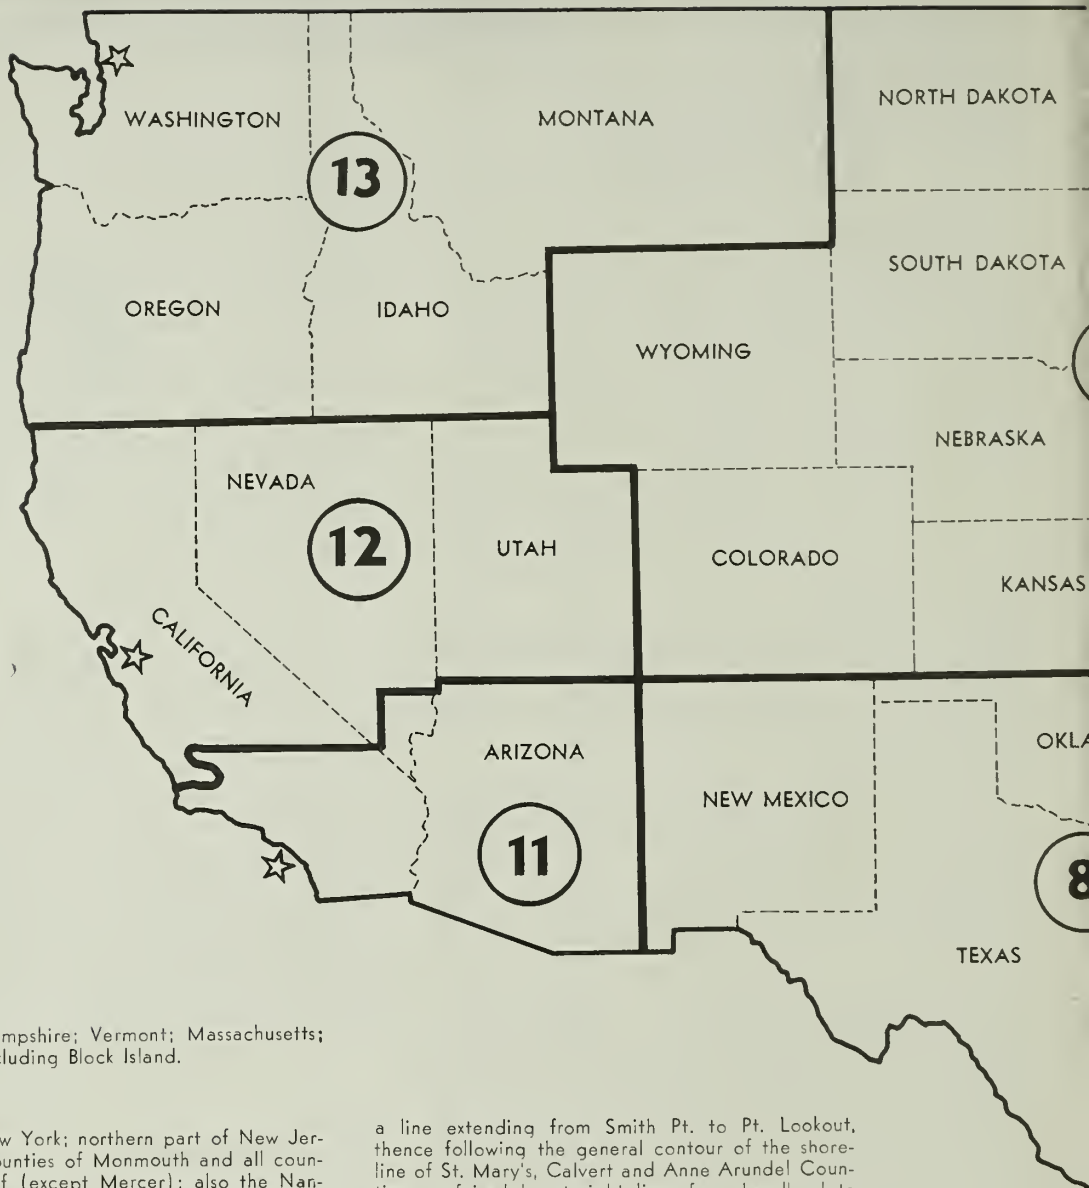 WASHINGTON
MONTANA
NORTH DAKOTA
13
SOUTH DAKOTA
OREGON
IDAHO
WYOMING
NEBRASKA
NEVADA
12
UTAH
COLORADO
KANSAS
CALIFORNIA
ARIZONA
OKLA
NEW MEXICO
11
8
TEXAS
mpshire; Vermont; Massachusetts;
cluding Block Island.
w York; northern part of New Jer-
ounties of Monmouth and all coun-
f (except Mercer); also the Nan-
a line extending from Smith Pt. to Pt. Lookout,
thence following the general contour of the shore-
line of St. Mary's, Calvert and Anne Arundel Coun-